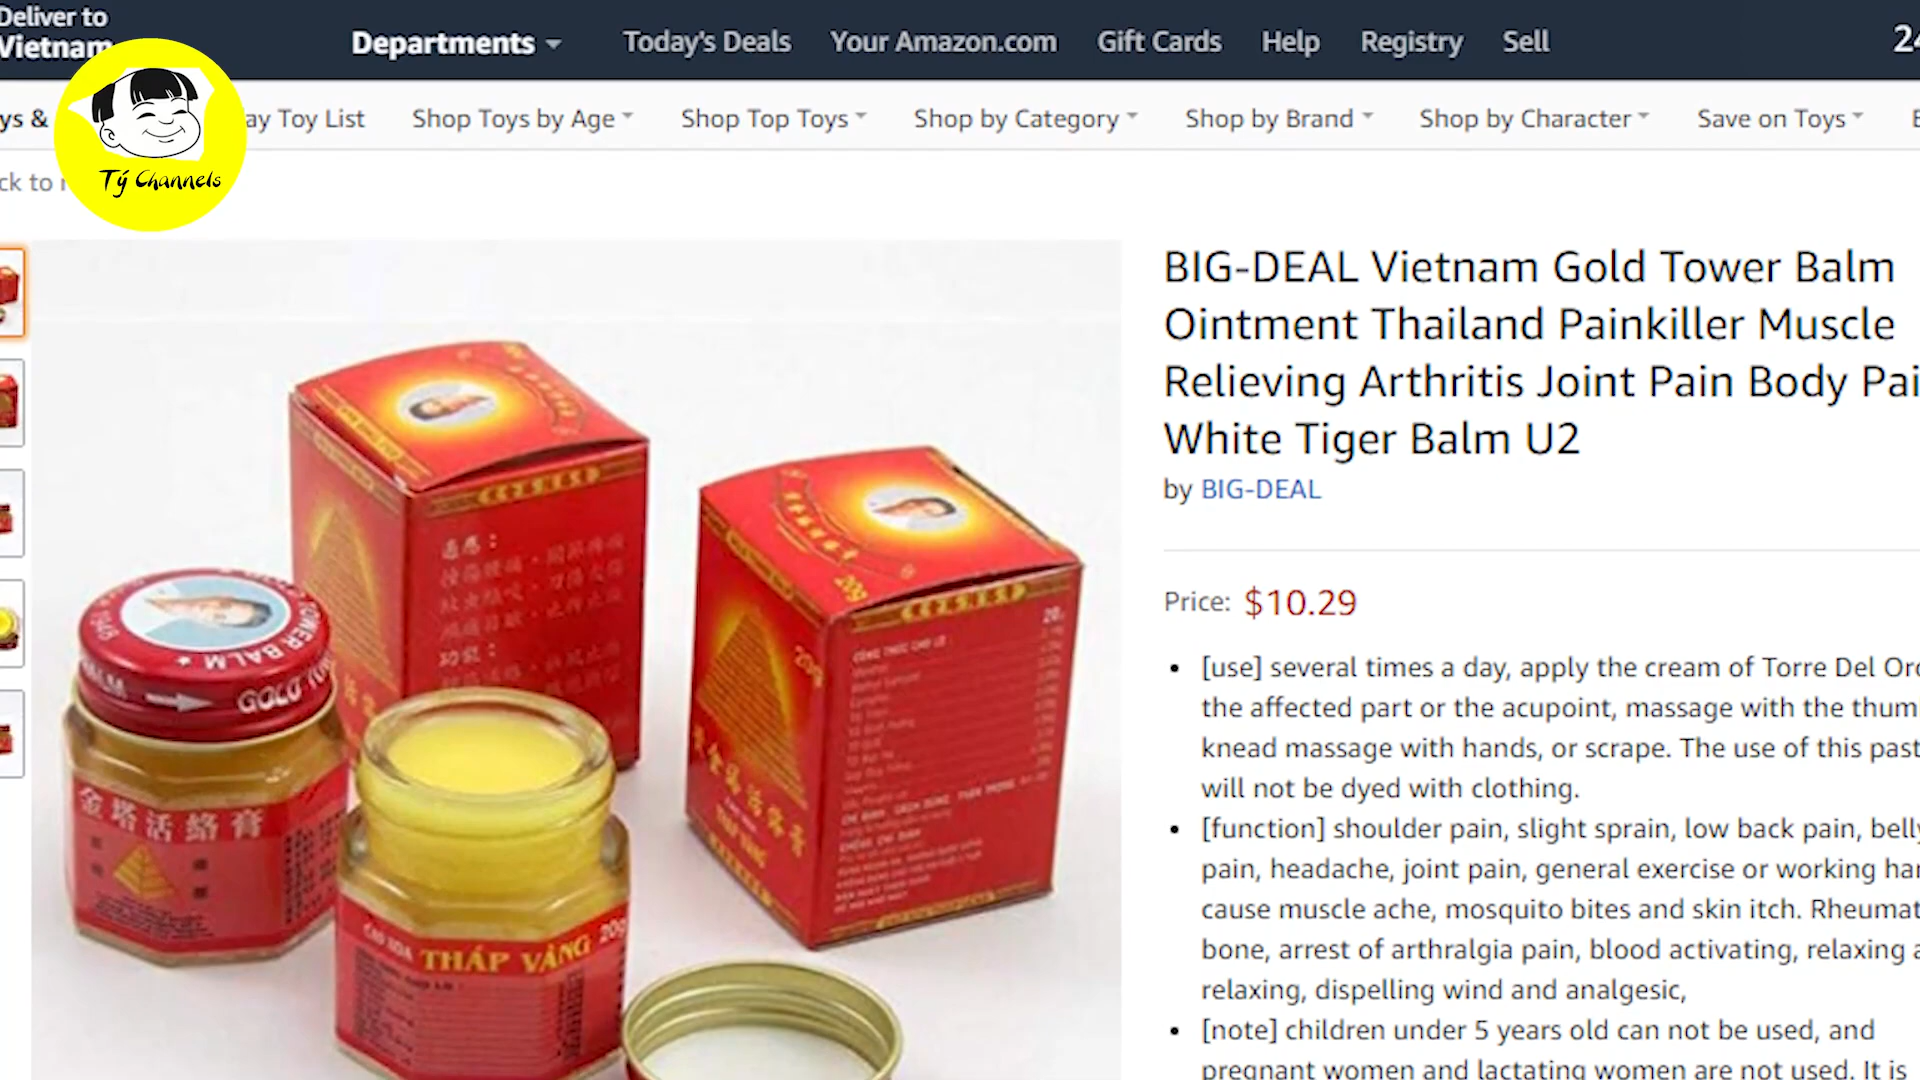 Deliver to
Vietnam
Departments
Today's Deals
Your Amazon.com
Gift Cards
Help
Registry
Sell
Toy List
Shop Toys by Age
Shop Top Toys
Shop by Category
Shop by Brand
Shop by Character
Save on Toys
Tý Channels
BIG-DEAL Vietnam Gold Tower Balm
Ointment Thailand Painkiller Muscle
Relieving Arthritis Joint Pain Body
White Tiger Balm U2
by BIG-DEAL
Price: $10.29
[use] several times a day, apply the cream of Torre Del
the affected part or the acupoint, massage with the
knead massage with hands, or scrape. The use of this
will not be dyed with clothing.
[function] shoulder pain, slight sprain, low back pain,
pain, headache, joint pain, general exercise or working
cause muscle ache, mosquito bites and skin itch.
bone, arrest of arthralgia pain, blood activating, relaxing
relaxing, dispelling wind and analgesic,
[note] children under 5 years old can not be used, and
pregnant women and lactating women are not used. It is
TOWER BALM
GOLD
金塔活絡膏
THÁP VÀNG 20g
20g
20g